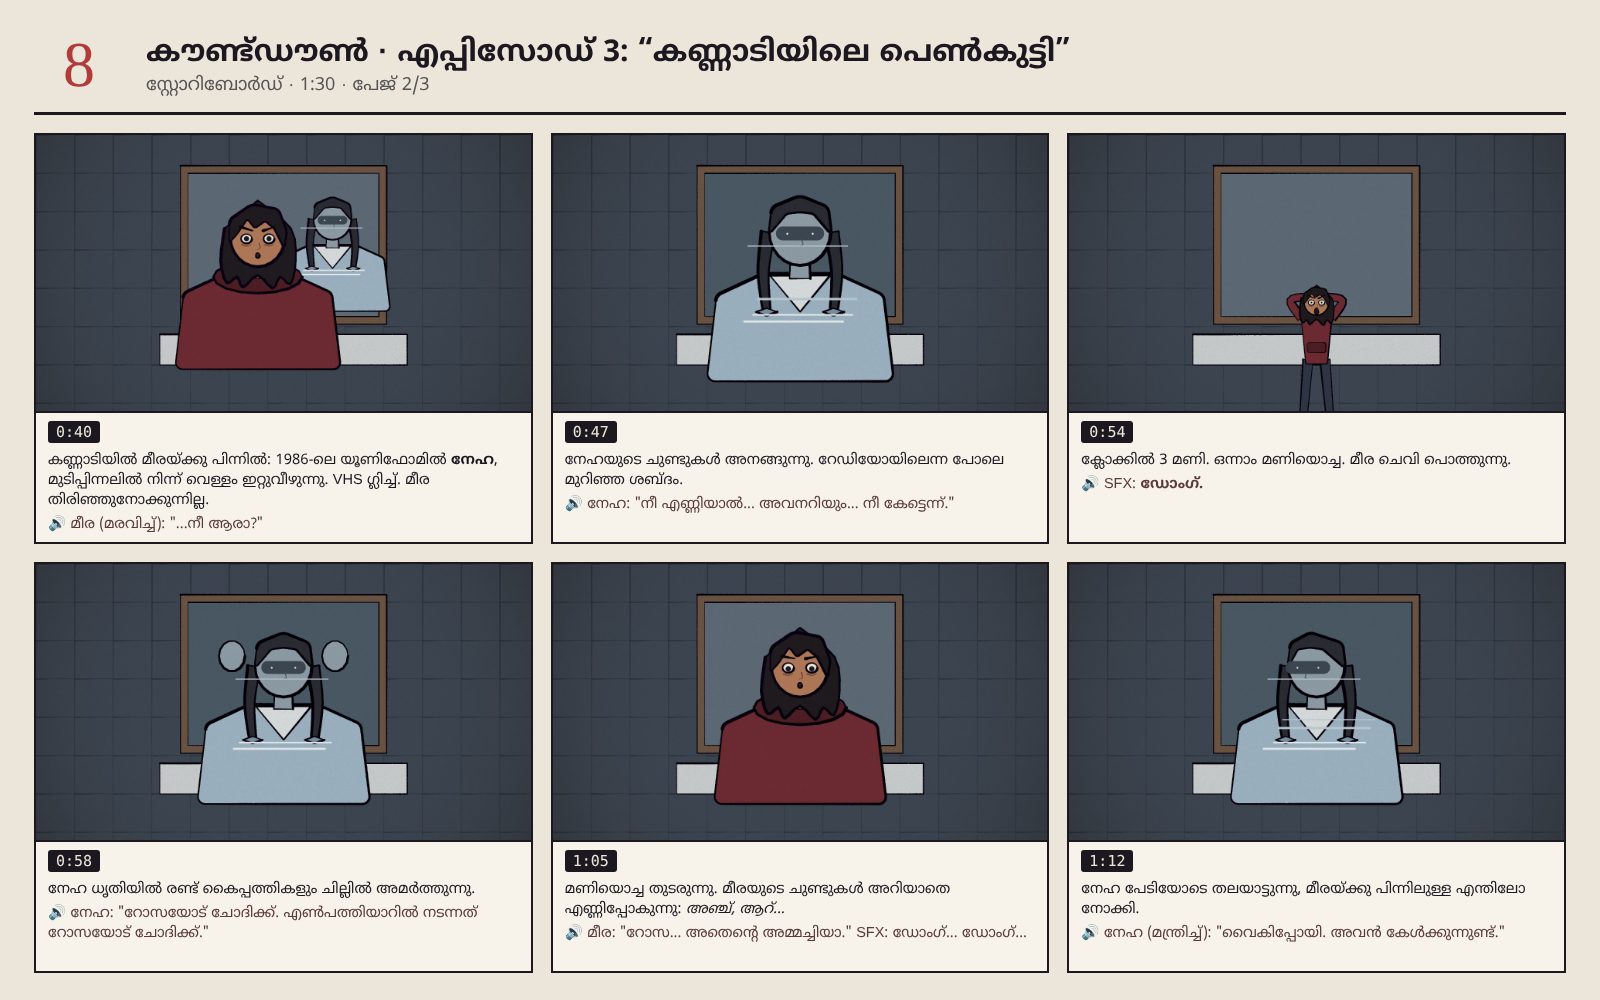 8
കൗണ്ട്ഡൗൺ · എപ്പിസോഡ് 3: “കണ്ണാടിയിലെ പെൺകുട്ടി”
സ്റ്റോറിബോർഡ് · 1:30 · പേജ് 2/3
0:40
കണ്ണാടിയിൽ മീരയ്ക്കു പിന്നിൽ: 1986-ലെ യൂണിഫോമിൽ നേഹ,
മുടിപ്പിന്നലിൽ നിന്ന് വെള്ളം ഇറ്റുവീഴുന്നു. VHS ഗ്ലിച്ച്. മീര
തിരിഞ്ഞുനോക്കുന്നില്ല.
🔊 മീര (മരവിച്ച്): "...നീ ആരാ?"
0:47
നേഹയുടെ ചുണ്ടുകൾ അനങ്ങുന്നു. റേഡിയോയിലെന്ന പോലെ
മുറിഞ്ഞ ശബ്ദം.
🔊 നേഹ: "നീ എണ്ണിയാൽ... അവനറിയും... നീ കേട്ടെന്ന്."
0:54
ക്ലോക്കിൽ 3 മണി. ഒന്നാം മണിയൊച്ച. മീര ചെവി പൊത്തുന്നു.
🔊 SFX: ഡോംഗ്.
0:58
നേഹ ധൃതിയിൽ രണ്ട് കൈപ്പത്തികളും ചില്ലിൽ അമർത്തുന്നു.
🔊 നേഹ: "റോസയോട് ചോദിക്ക്. എൺപത്തിയാറിൽ നടന്നത്
റോസയോട് ചോദിക്ക്."
1:05
മണിയൊച്ച തുടരുന്നു. മീരയുടെ ചുണ്ടുകൾ അറിയാതെ
എണ്ണിപ്പോകുന്നു: അഞ്ച്, ആറ്...
🔊 മീര: "റോസ... അതെന്റെ അമ്മച്ചിയാ." SFX: ഡോംഗ്... ഡോംഗ്...
1:12
നേഹ പേടിയോടെ തലയാട്ടുന്നു, മീരയ്ക്കു പിന്നിലുള്ള എന്തിലോ
നോക്കി.
🔊 നേഹ (മന്ത്രിച്ച്): "വൈകിപ്പോയി. അവൻ കേൾക്കുന്നുണ്ട്."